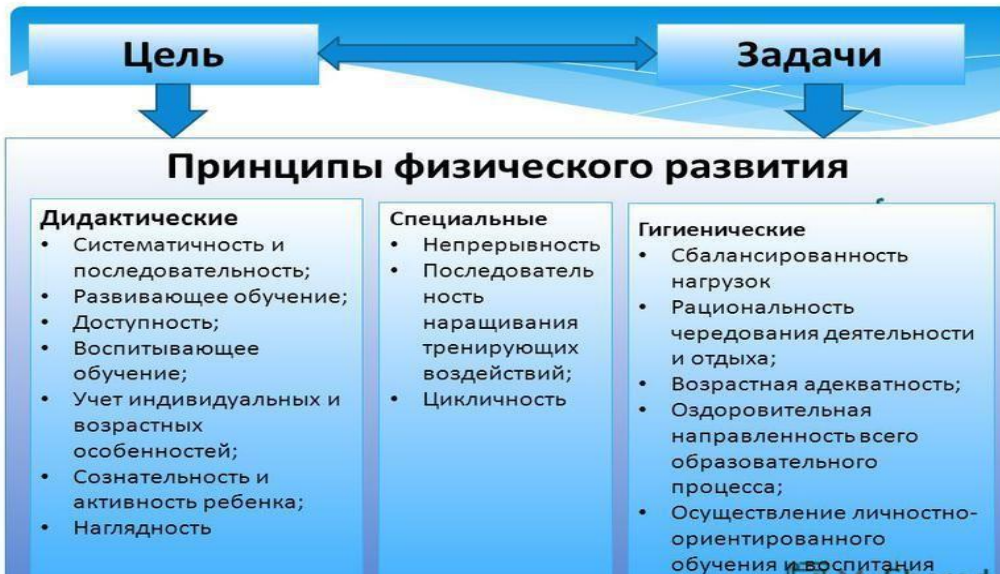 Цель
Задачи
Принципы физического развития
Дидактические
• Систематичность и
последовательность;
• Развивающее обучение;
• Доступность;
• Воспитывающее
обучение;
• Учет индивидуальных и
возрастных
особенностей;
• Сознательность и
активность ребенка;
• Наглядность
Специальные
• Непрерывность
• Последователь
ность
наращивания
тренирующих
воздействий;
• Цикличность
Гигиенические
• Сбалансированность
нагрузок
• Рациональность
чередования деятельности
и отдыха;
• Возрастная адекватность;
• Оздоровительная
направленность всего
образовательного
процесса;
• Осуществление личностно-
ориентированного
обучения и воспитания